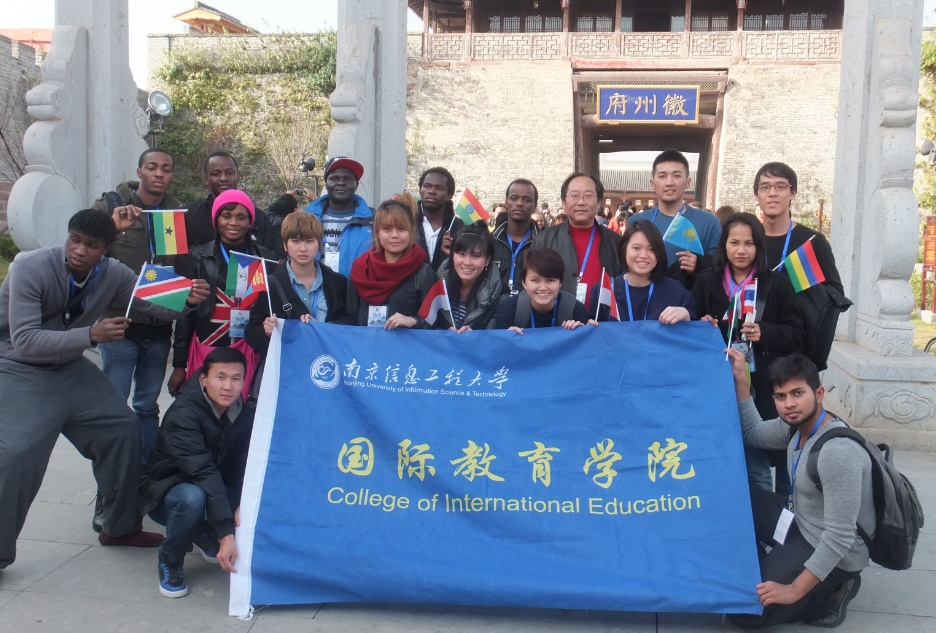 府州徽
南京信息工程大学
Nanjing University of Information Science & Technology
国际教育学院
College of International Education